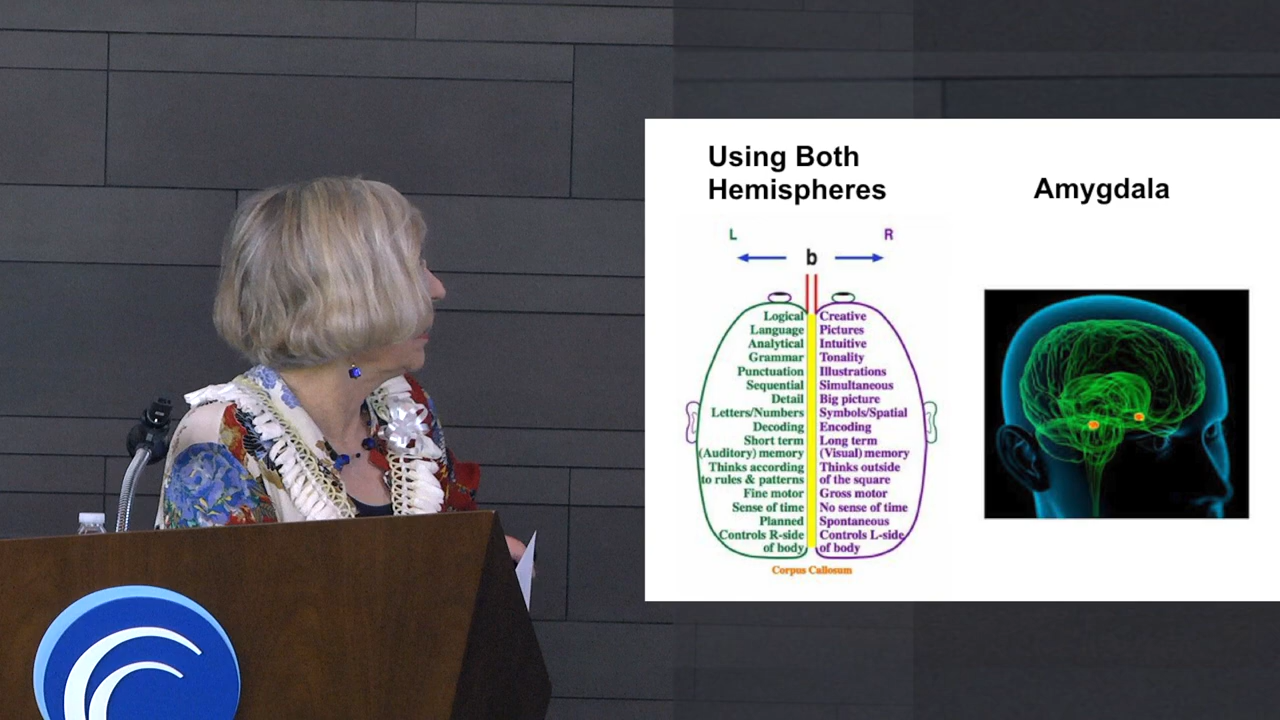 Using Both
Hemispheres
Amygdala
L
R
b
Logical
Creative
Language
Pictures
Analytical
Intuitive
Grammar
Tonality
Punctuation
Illustrations
Sequential
Simultaneous
Detail
Big picture
Letters/Numbers
Symbols/Spatial
Decoding
Encoding
Short term
Long term
(Auditory) memory
(Visual) memory
Thinks according
Thinks outside
to rules & patterns
of the square
Fine motor
Gross motor
Sense of time
No sense of time
Planned
Spontaneous
Controls R-side
Controls L-side
of body
of body
Corpus Callosum